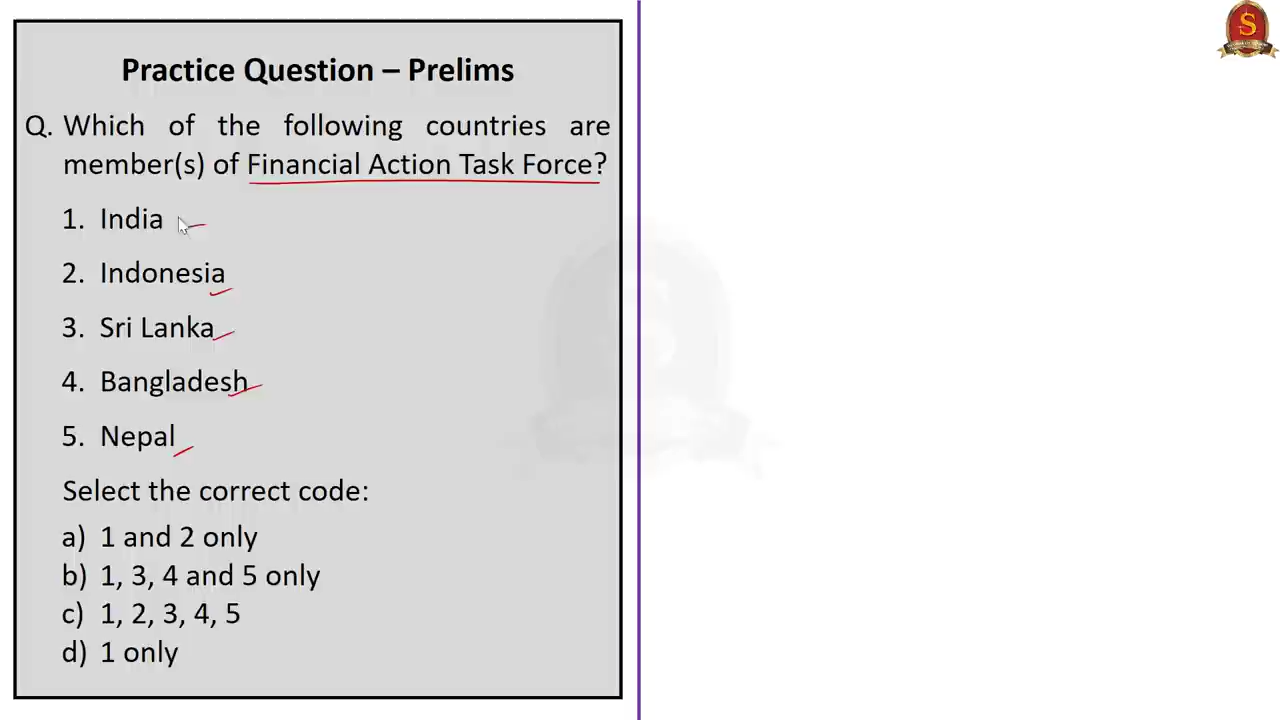 Practice Question – Prelims
Q. Which of the following countries are
member(s) of Financial Action Task Force?
1. India
2. Indonesia
3. Sri Lanka
4. Bangladesh
5. Nepal
Select the correct code:
a) 1 and 2 only
b) 1, 3, 4 and 5 only
c) 1, 2, 3, 4, 5
d) 1 only
S